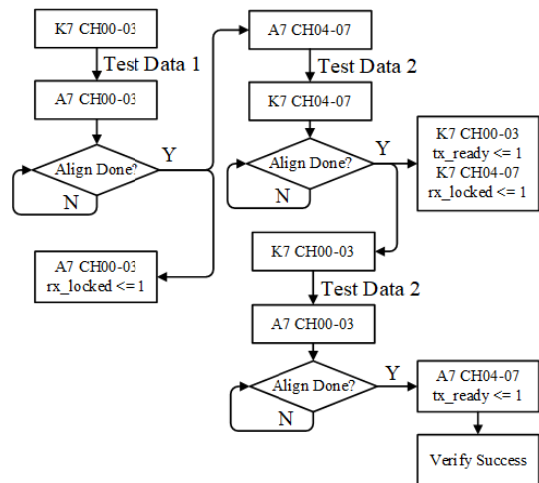 K7 CH00-03
Test Data 1
A7 CH00-03
Align Done?
Y
N
A7 CH00-03
rx_locked <= 1
A7 CH04-07
Test Data 2
K7 CH04-07
Align Done?
Y
N
K7 CH00-03
tx_ready <= 1
K7 CH04-07
rx_locked <= 1
K7 CH00-03
Test Data 2
A7 CH00-03
Align Done?
Y
N
A7 CH04-07
tx_ready <= 1
Verify Success